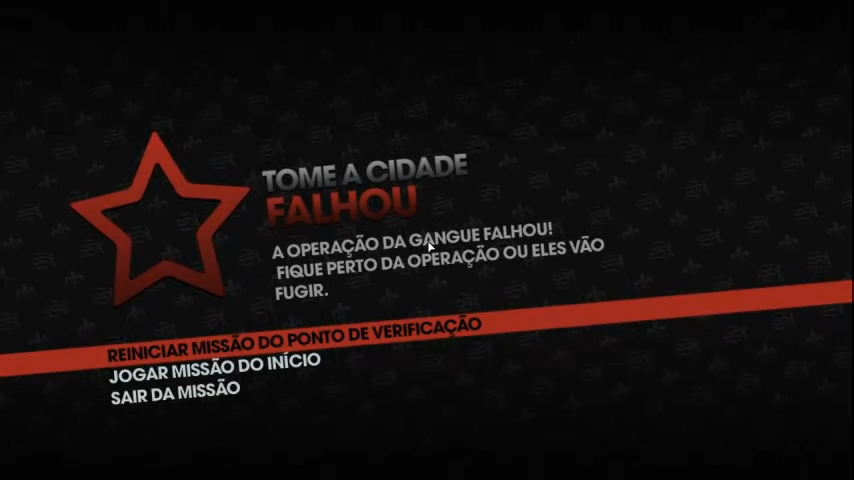 TOME A CIDADE
FALHOU
A OPERAÇÃO DA GANGUE FALHOU!
FIQUE PERTO DA OPERAÇÃO OU ELES VÃO
FUGIR.
REINICIAR MISSÃO DO PONTO DE VERIFICAÇÃO
JOGAR MISSÃO DO INÍCIO
SAIR DA MISSÃO